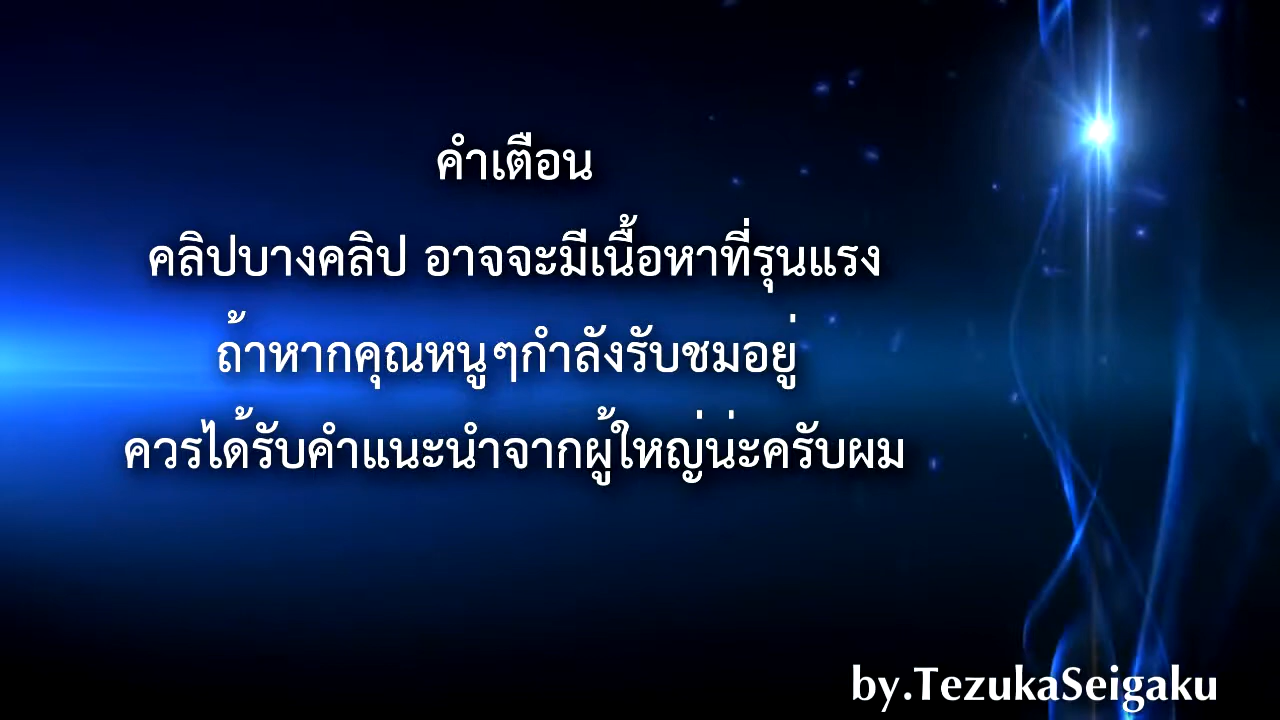 คำเตือน
คลิปบางคลิป อาจจะมีเนื้อหาที่รุนแรง
ถ้าหากคุณหนูๆกำลังรับชมอยู่
ควรได้รับคำแนะนำจากผู้ใหญ่น่ะครับผม
by.TezukaSeigaku